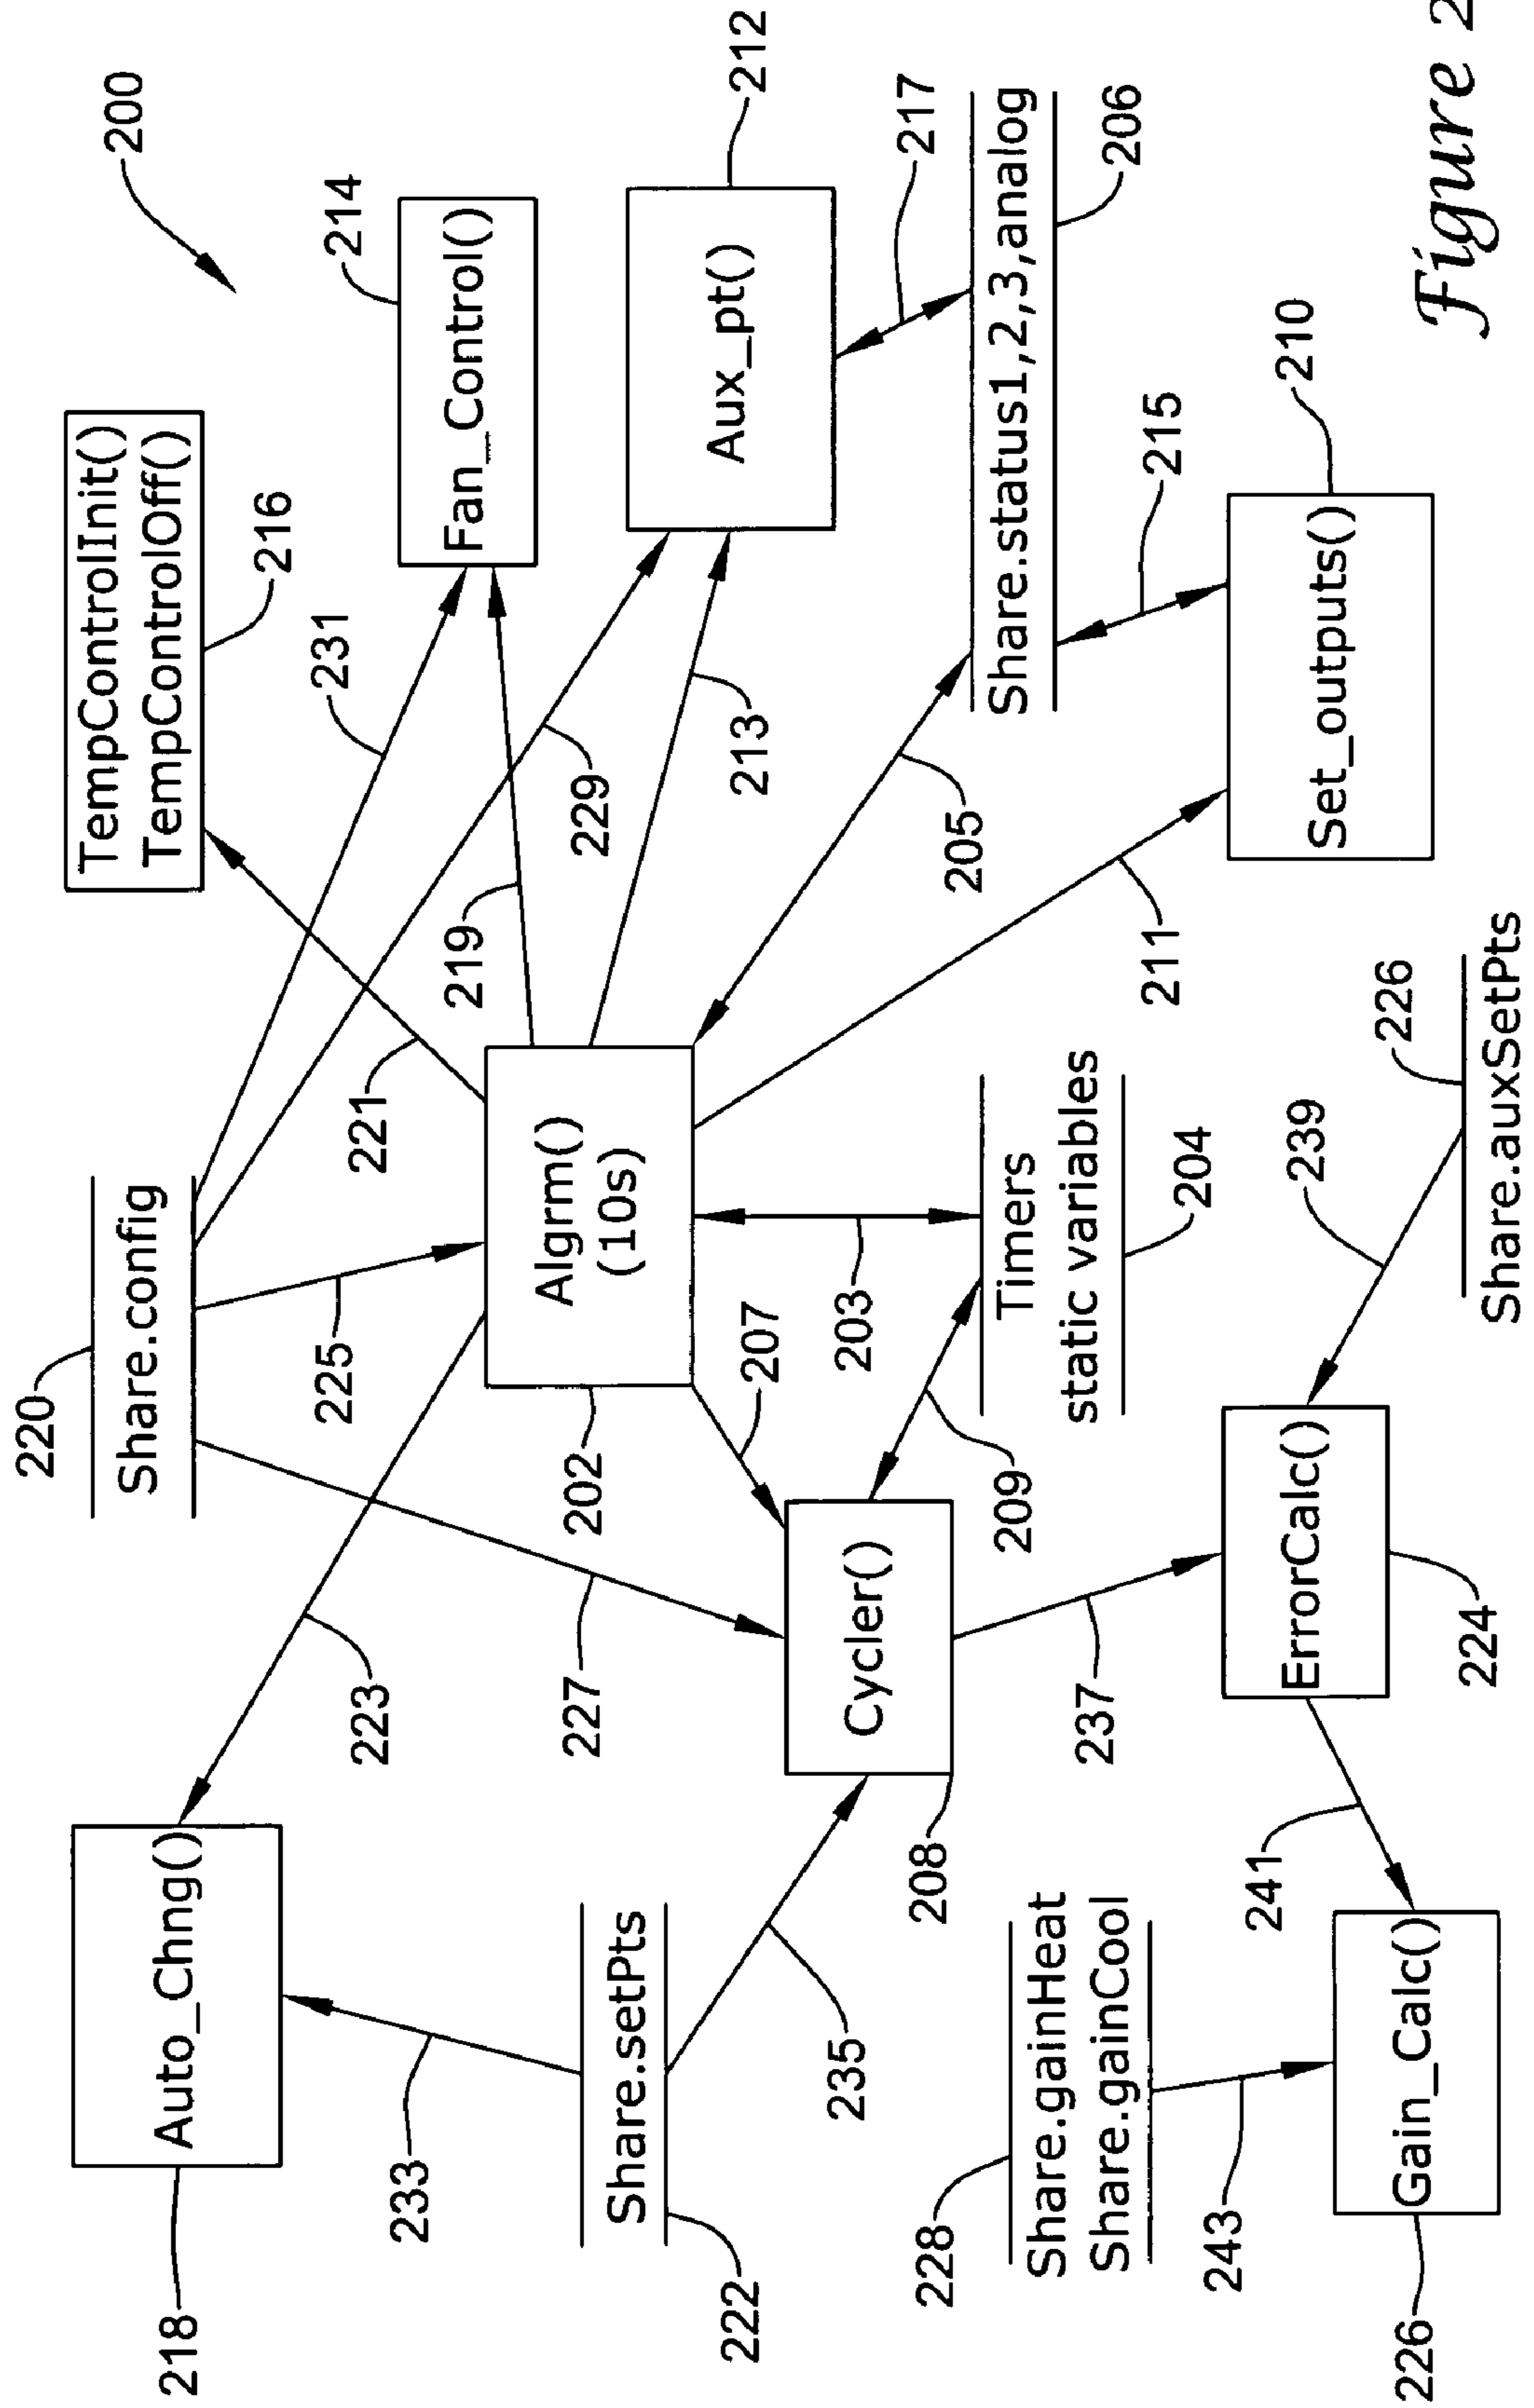 200
220
Share.config
218
Auto_Chng()
TempControlInit()
TempControlOff()
216
231
214
Fan_Control()
221
225
223
219
229
233
227
Algrm()
(10s)
202
213
Aux_pt()
212
222
Share.setPts
207
203
205
217
235
Cycler()
208
209
Timers
static variables
204
Share.status1,2,3,analog
206
211
215
228
Share.gainHeat
Share.gainCool
237
239
226
Share.auxSetPts
243
241
ErrorCalc()
224
Set_outputs()
210
226
Gain_Calc()
Figure 2